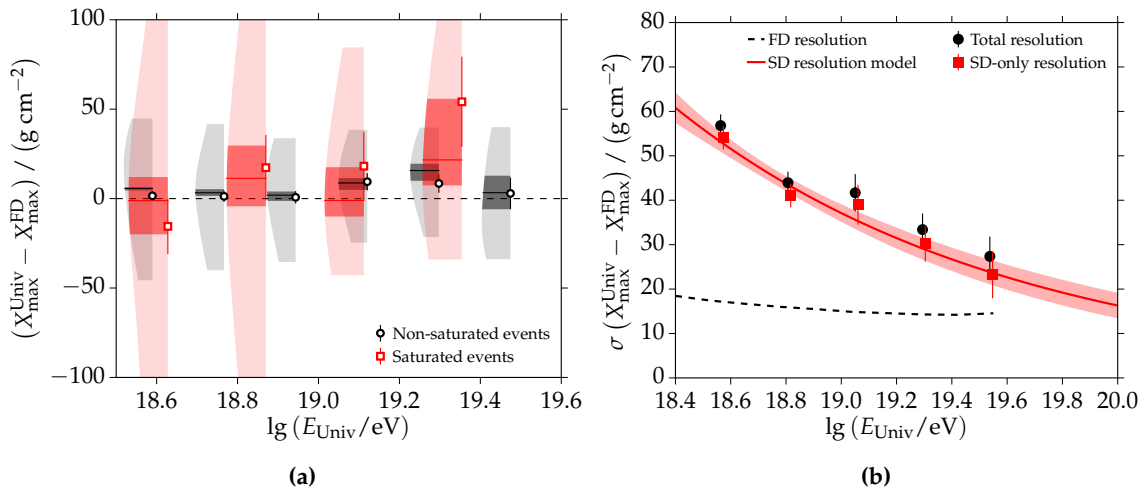 100
50
0
−50
−100
(X_max^Univ − X_max^FD) / (g cm⁻²)
Non-saturated events
Saturated events
18.6 18.8 19.0 19.2 19.4 19.6
lg (E_Univ/eV)
(a)
80
70
60
50
40
30
20
10
0
σ (X_max^Univ − X_max^FD) / (g cm⁻²)
FD resolution
SD resolution model
Total resolution
SD-only resolution
18.4 18.6 18.8 19.0 19.2 19.4 19.6 19.8 20.0
lg (E_Univ/eV)
(b)